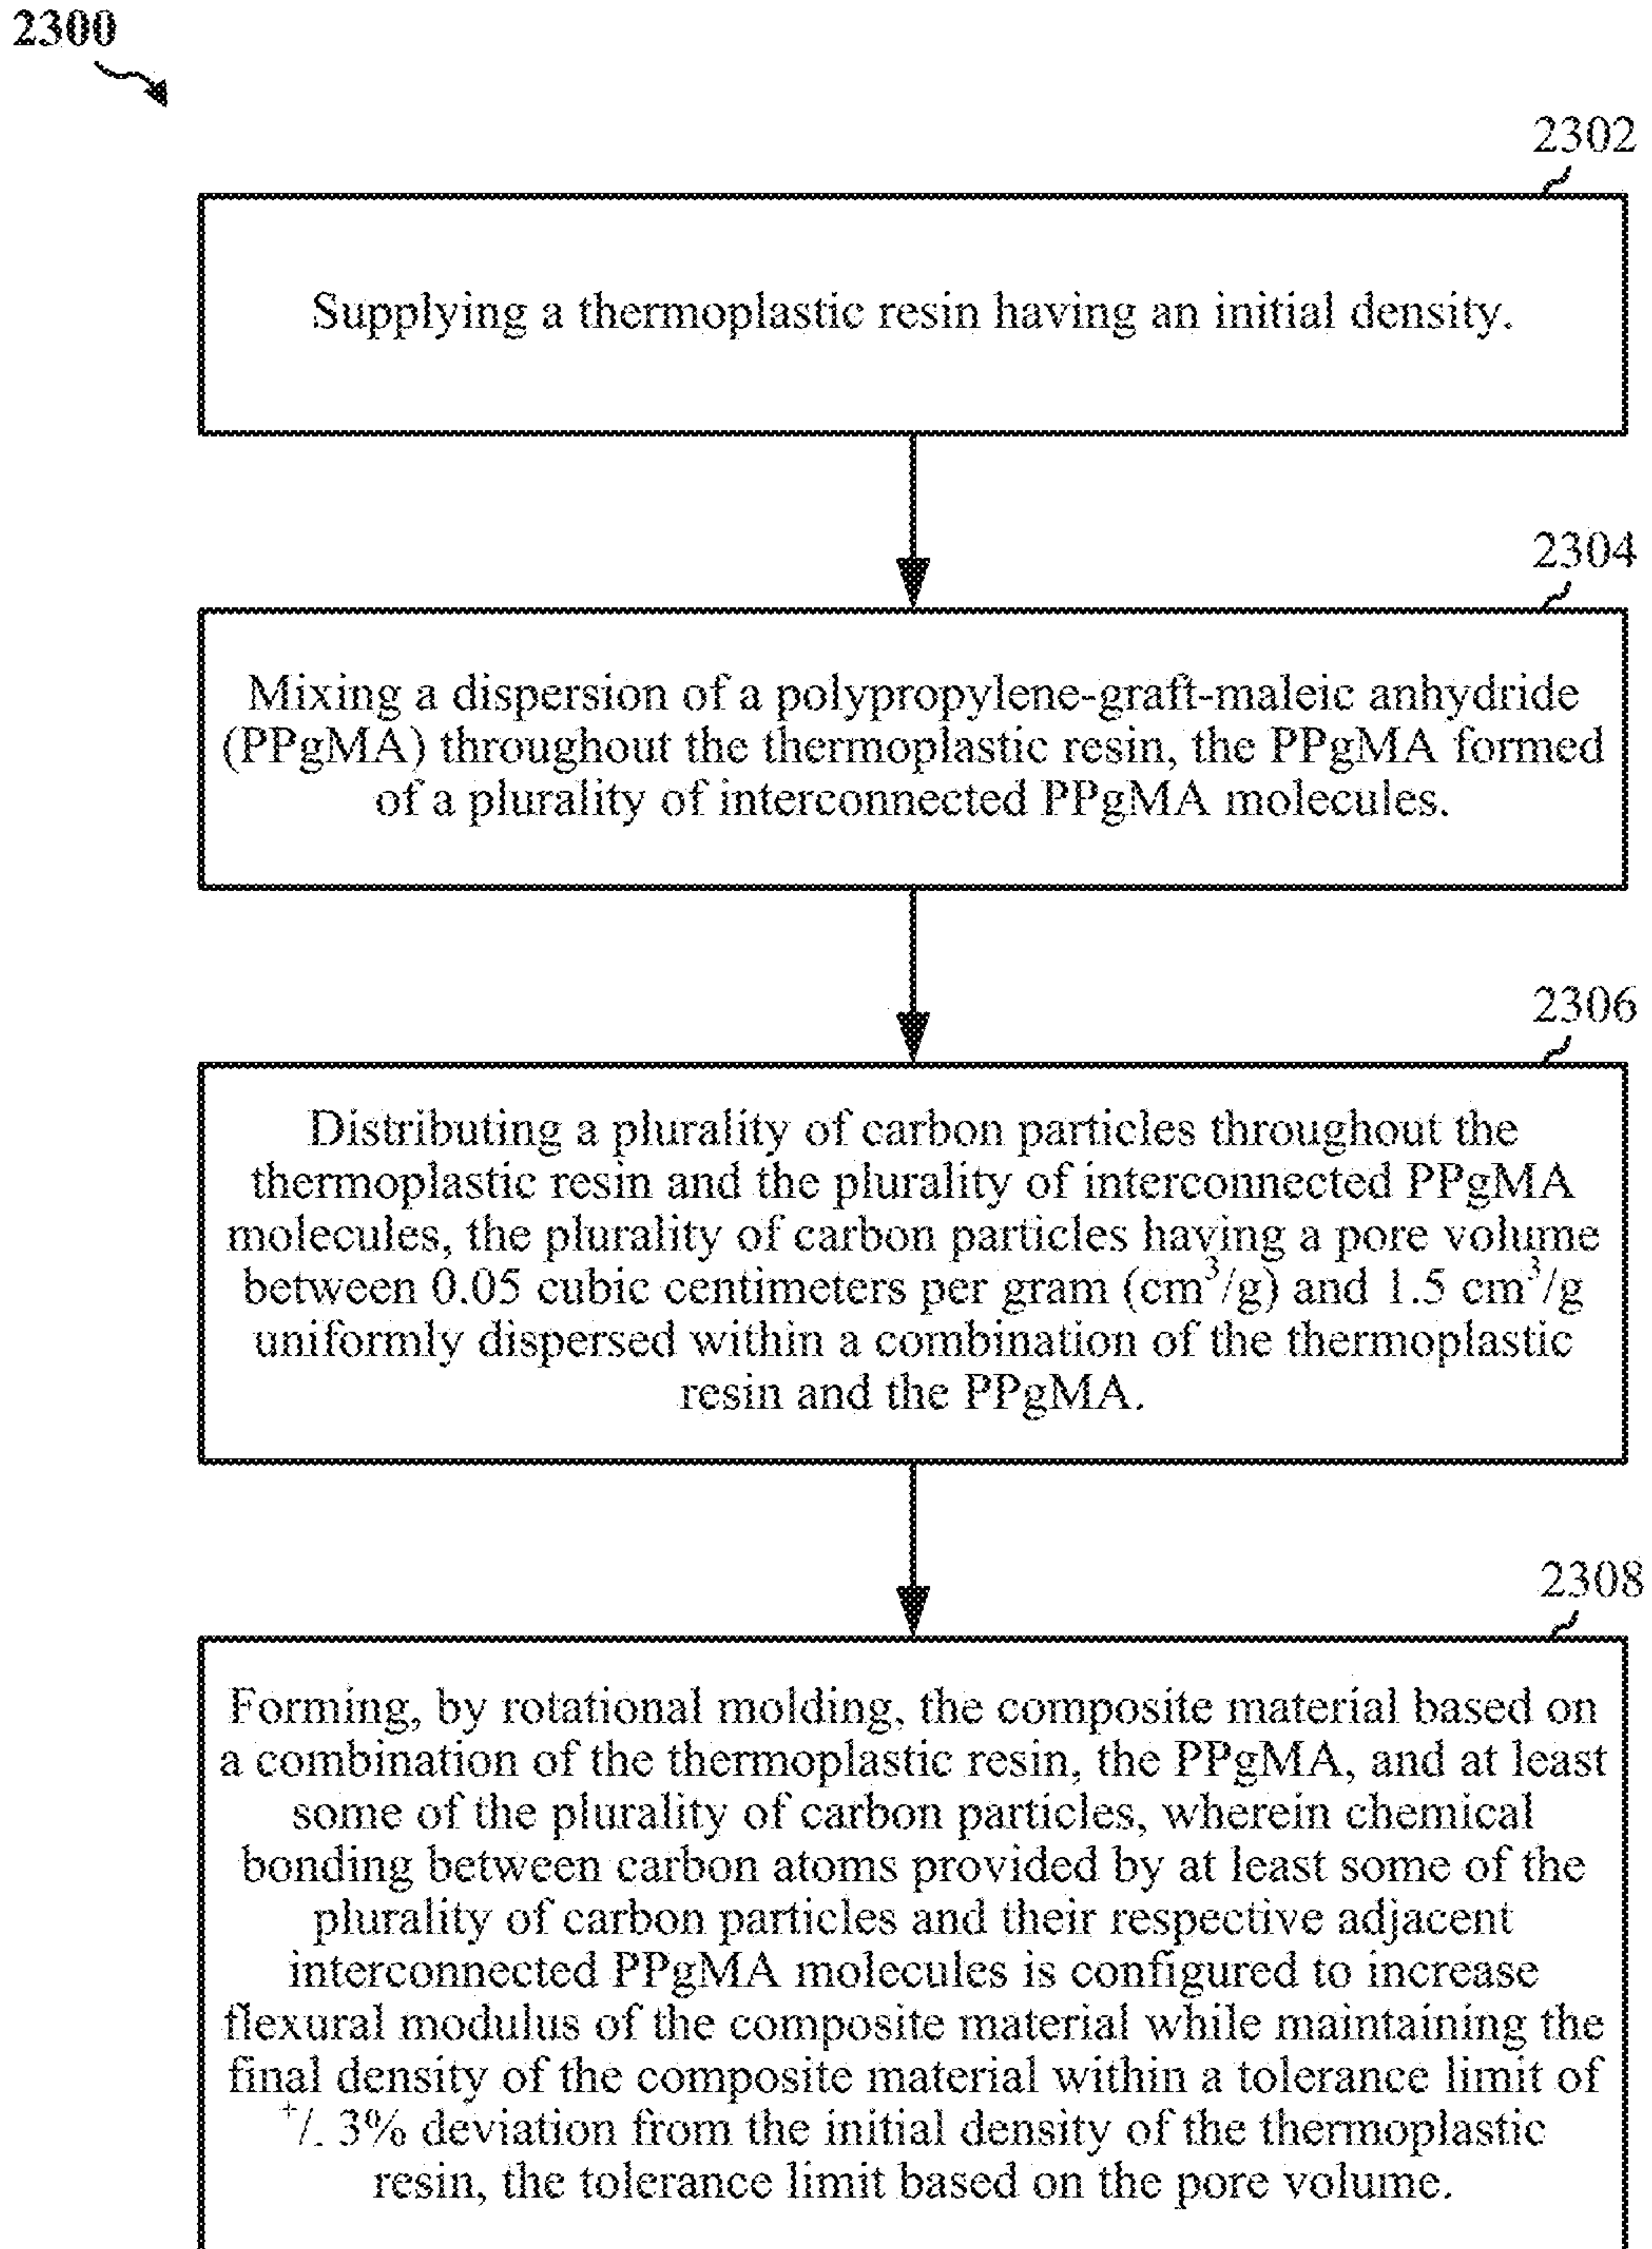 2300
2302
Supplying a thermoplastic resin having an initial density.
2304
Mixing a dispersion of a polypropylene-graft-maleic anhydride
(PPgMA) throughout the thermoplastic resin, the PPgMA formed
of a plurality of interconnected PPgMA molecules.
2306
Distributing a plurality of carbon particles throughout the
thermoplastic resin and the plurality of interconnected PPgMA
molecules, the plurality of carbon particles having a pore volume
between 0.05 cubic centimeters per gram (cm³/g) and 1.5 cm³/g
uniformly dispersed within a combination of the thermoplastic
resin and the PPgMA.
2308
Forming, by rotational molding, the composite material based on
a combination of the thermoplastic resin, the PPgMA, and at least
some of the plurality of carbon particles, wherein chemical
bonding between carbon atoms provided by at least some of the
plurality of carbon particles and their respective adjacent
interconnected PPgMA molecules is configured to increase
flexural modulus of the composite material while maintaining the
final density of the composite material within a tolerance limit of
⁺/₋ 3% deviation from the initial density of the thermoplastic
resin, the tolerance limit based on the pore volume.